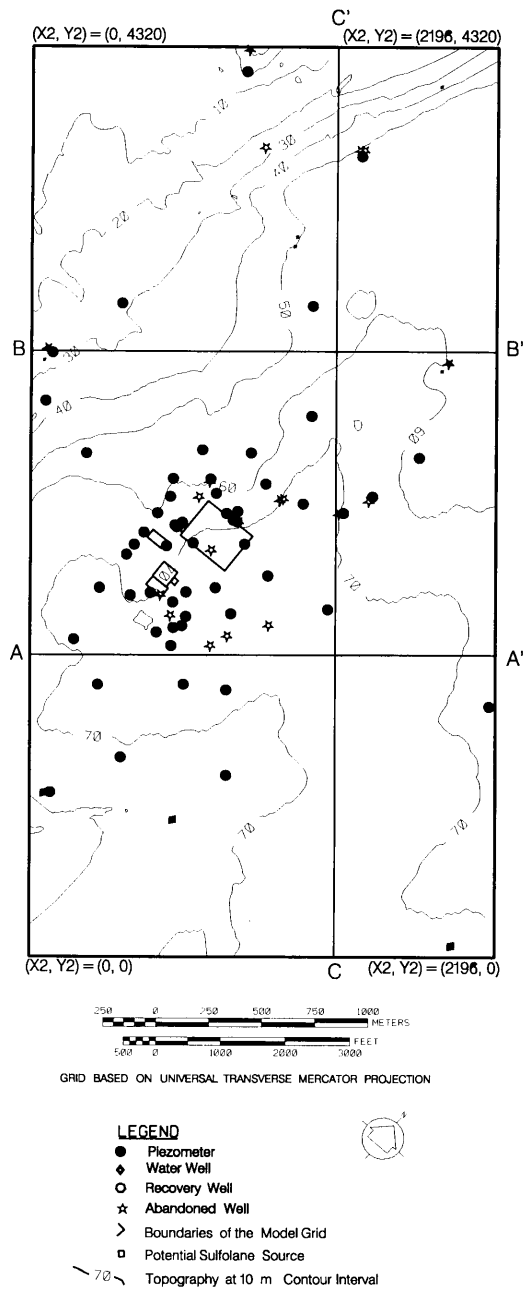 C'
(X2, Y2) = (0, 4320) (X2, Y2) = (2196, 4320)
10
30
40
20
50
B B'
30
40
60
60
70
70
A A'
70
70
70
(X2, Y2) = (0, 0) C (X2, Y2) = (2196, 0)
250 0 250 500 750 1000
METERS
500 0 1000 2000 3000
FEET
GRID BASED ON UNIVERSAL TRANSVERSE MERCATOR PROJECTION
LEGEND
Piezometer
Water Well
Recovery Well
Abandoned Well
Boundaries of the Model Grid
Potential Sulfolane Source
70 Topography at 10 m Contour Interval